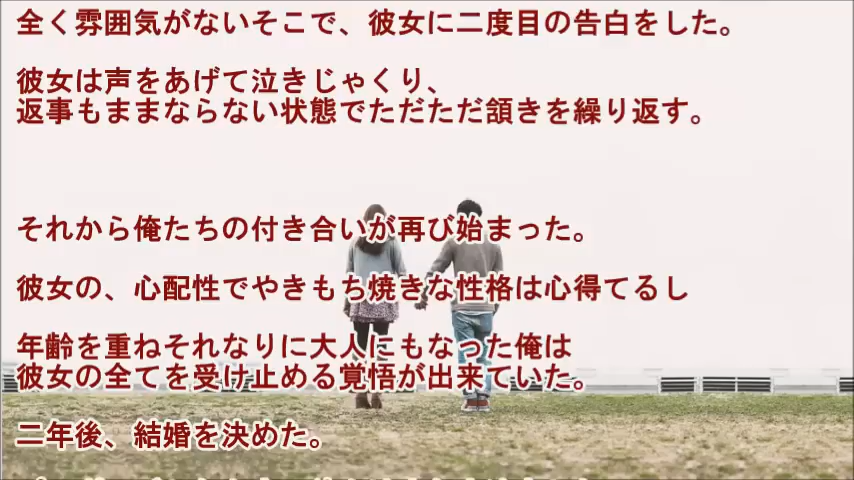 全く雰囲気がないそこで、彼女に二度目の告白をした。
彼女は声をあげて泣きじゃくり、
返事もままならない状態でただただ頷きを繰り返す。
それから俺たちの付き合いが再び始まった。
彼女の、心配性でやきもち焼きな性格は心得てるし
年齢を重ねそれなりに大人にもなった俺は
彼女の全てを受け止める覚悟が出来ていた。
二年後、結婚を決めた。